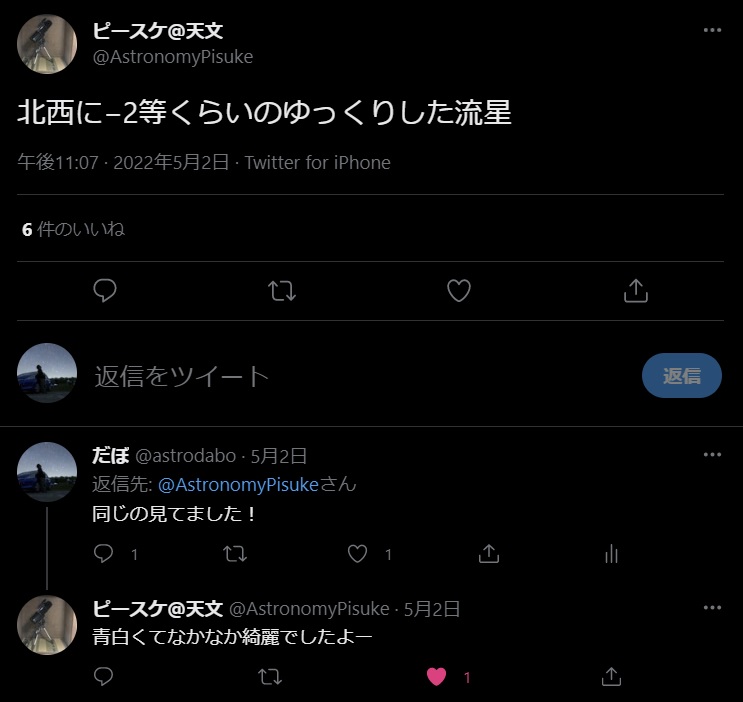 ピースケ@天文
@AstronomyPisuke
北西に−2等くらいのゆっくりした流星
午後11:07 · 2022年5月2日 · Twitter for iPhone
6 件のいいね
返信をツイート
返信
だぼ @astrodabo · 5月2日
返信先: @AstronomyPisukeさん
同じの見てました！
1 1
ピースケ@天文 @AstronomyPisuke · 5月2日
青白くてなかなか綺麗でしたよー
1